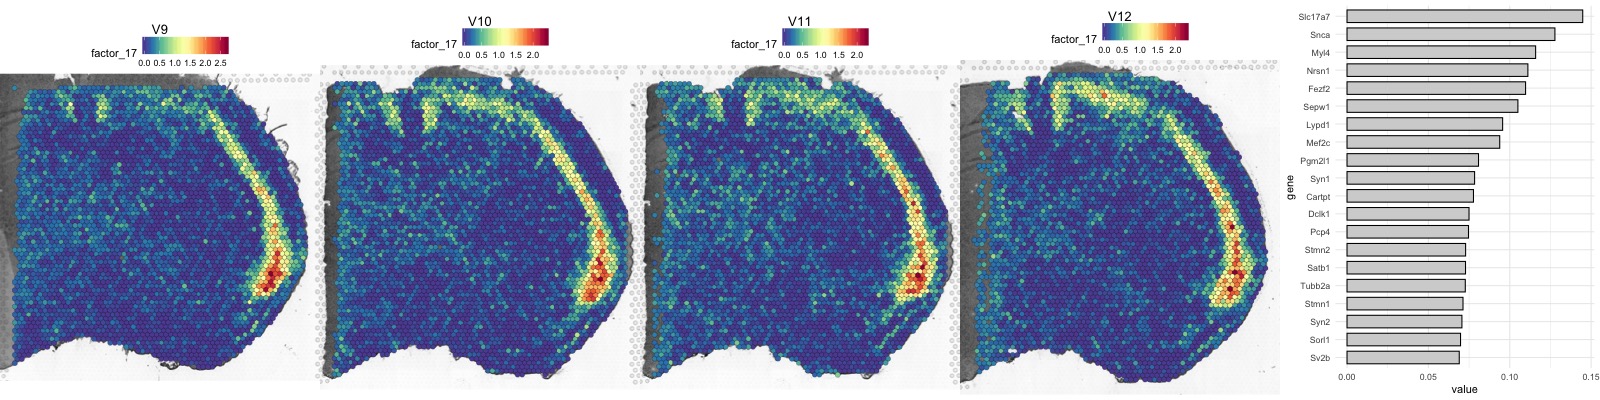 V9
factor_17
0.0 0.5 1.0 1.5 2.0 2.5
V10
factor_17
0.0 0.5 1.0 1.5 2.0
V11
factor_17
0.0 0.5 1.0 1.5 2.0
V12
factor_17
0.0 0.5 1.0 1.5 2.0
gene
Slc17a7
Snca
Myl4
Nrsn1
Fezf2
Sepw1
Lypd1
Mef2c
Pgm2l1
Syn1
Cartpt
Dclk1
Pcp4
Stmn2
Satb1
Tubb2a
Stmn1
Syn2
Sorl1
Sv2b
0.00 0.05 0.10 0.15
value